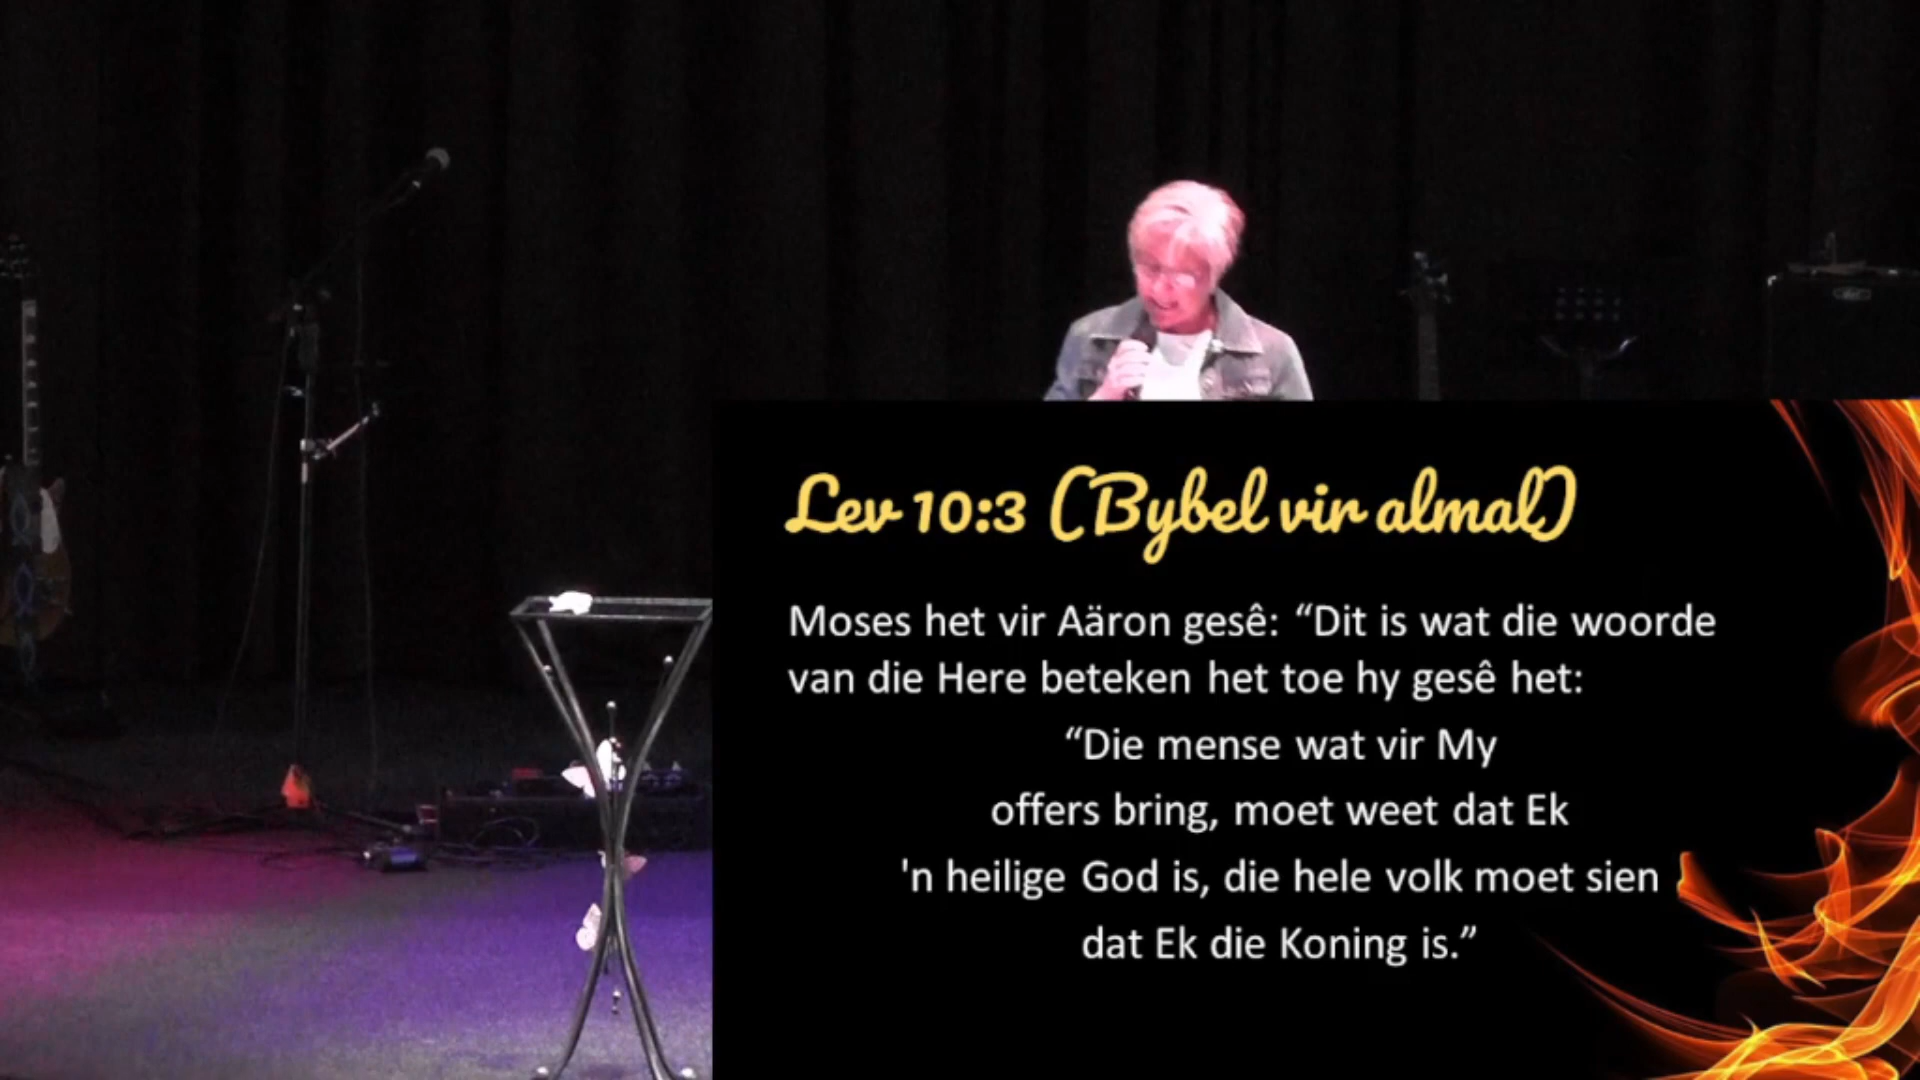 Lev 10:3 (Bybel vir almal)
Moses het vir Aäron gesê: “Dit is wat die woorde
van die Here beteken het toe hy gesê het:
“Die mense wat vir My
offers bring, moet weet dat Ek
'n heilige God is, die hele volk moet sien
dat Ek die Koning is.”